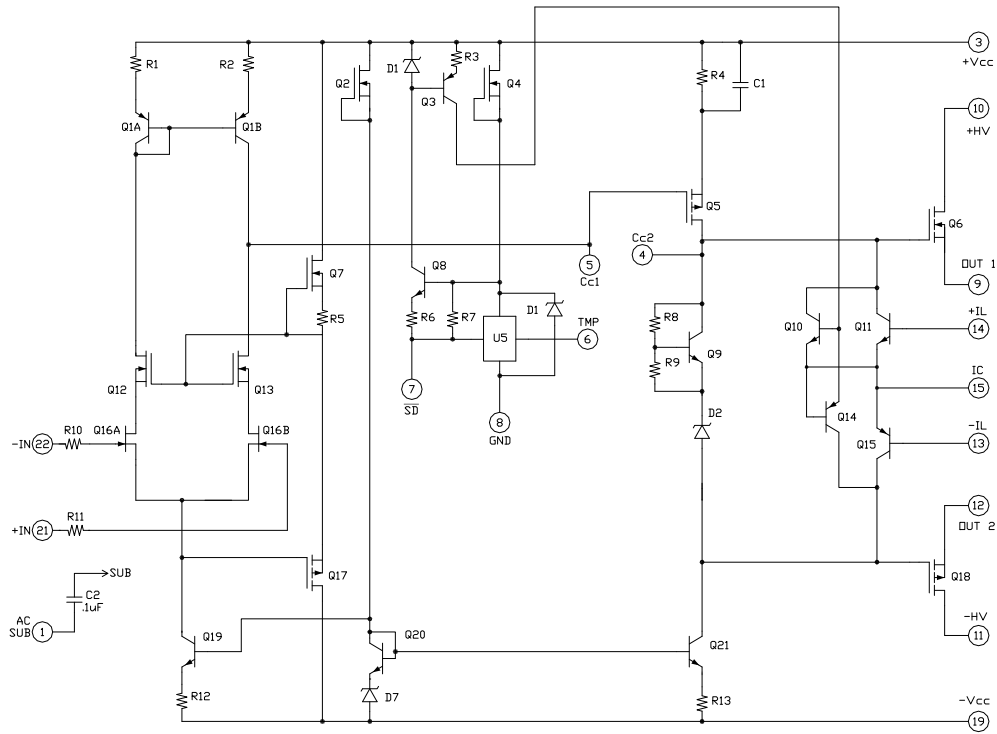 R1
R2
Q2
D1
R3
Q3
Q4
R4
C1
3
+Vcc
Q1A
Q1B
10
+HV
Q5
Q6
Cc2
4
5
Cc1
OUT 1
9
Q7
Q8
R5
R6
R7
D1
U5
TMP
6
R8
R9
Q9
Q10
Q11
+IL
14
IC
15
Q12
Q13
7
SD
8
GND
D2
Q14
Q15
-IL
13
R10
Q16A
Q16B
-IN
22
R11
+IN
21
12
OUT 2
Q17
Q18
SUB
C2
.1uF
AC
SUB
1
-HV
11
Q19
Q20
Q21
R12
D7
R13
-Vcc
19